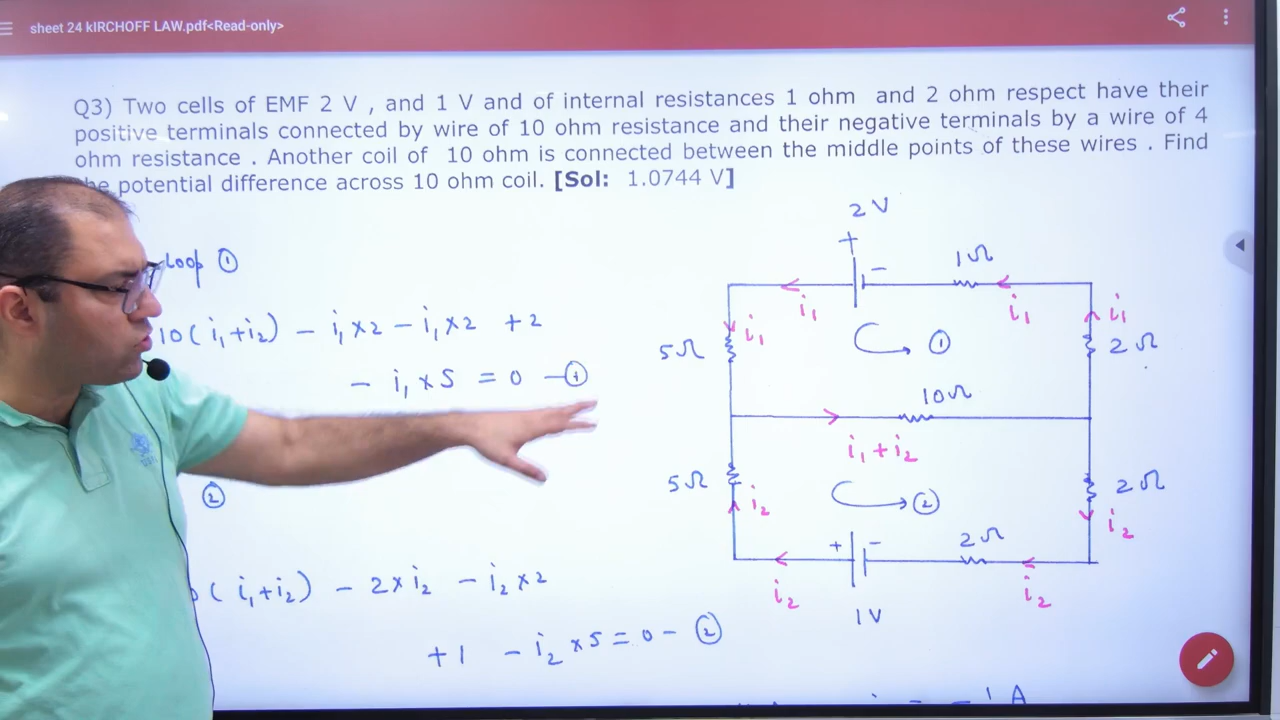 sheet 24 kIRCHOFF LAW.pdf<Read-only>
Q3) Two cells of EMF 2 V , and 1 V and of internal resistances 1 ohm and 2 ohm respect have their
positive terminals connected by wire of 10 ohm resistance and their negative terminals by a wire of 4
ohm resistance . Another coil of 10 ohm is connected between the middle points of these wires . Find
potential difference across 10 ohm coil. [Sol: 1.0744 V]
2 V
+ - 1Ω
Loop ①
i₁ i₁ i₁
10(i₁+i₂) - i₁×2 - i₁×2 +2
i₁
5Ω ① 2Ω
- i₁×5 = 0 -①
10Ω
i₁+i₂
5Ω ② 2Ω
②
i₂ i₂
+ - 2Ω
(i₁+i₂) - 2×i₂ - i₂×2
i₂ i₂
1V
+1 - i₂×5=0- ②
-1 A